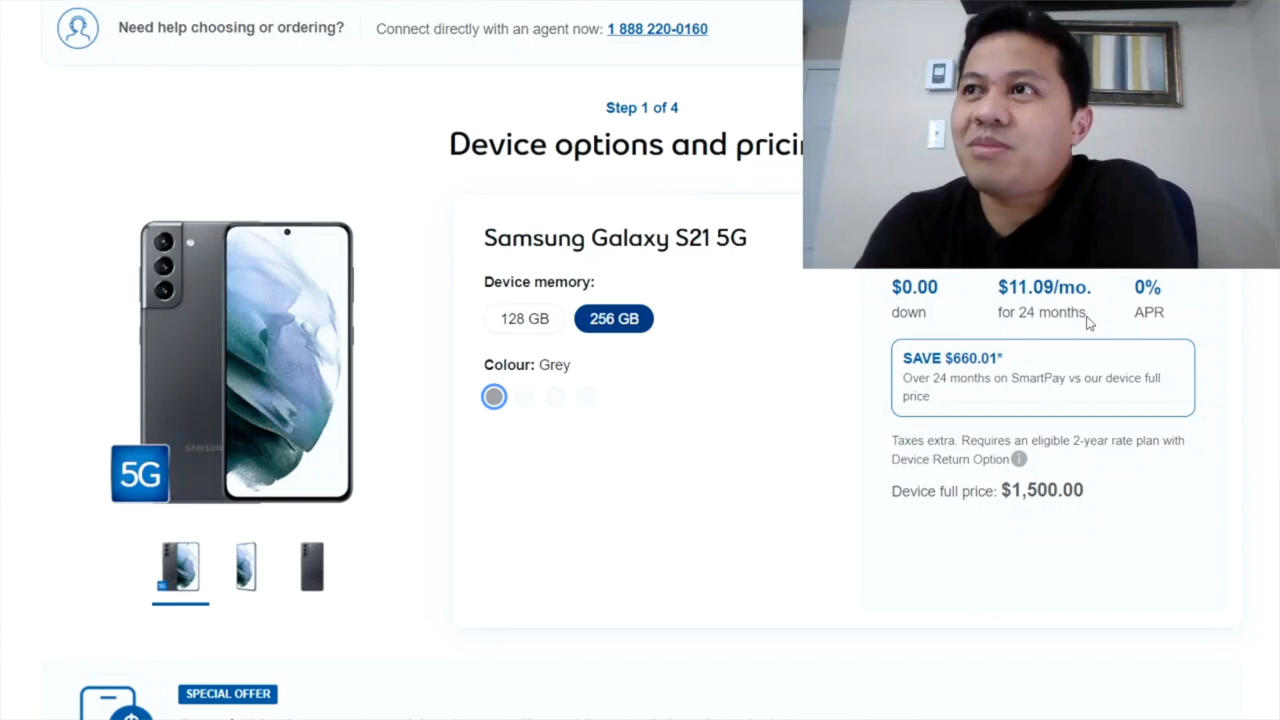 Need help choosing or ordering?
Connect directly with an agent now: 1 888 220-0160
Step 1 of 4
Device options and
Samsung Galaxy S21 5G
Device memory:
128 GB
256 GB
Colour: Grey
SAMSUNG
5G
$0.00
down
$11.09/mo.
for 24 months
0%
APR
SAVE $660.01*
Over 24 months on SmartPay vs our device full
price
Taxes extra. Requires an eligible 2-year rate plan with
Device Return Option
Device full price: $1,500.00
SPECIAL OFFER